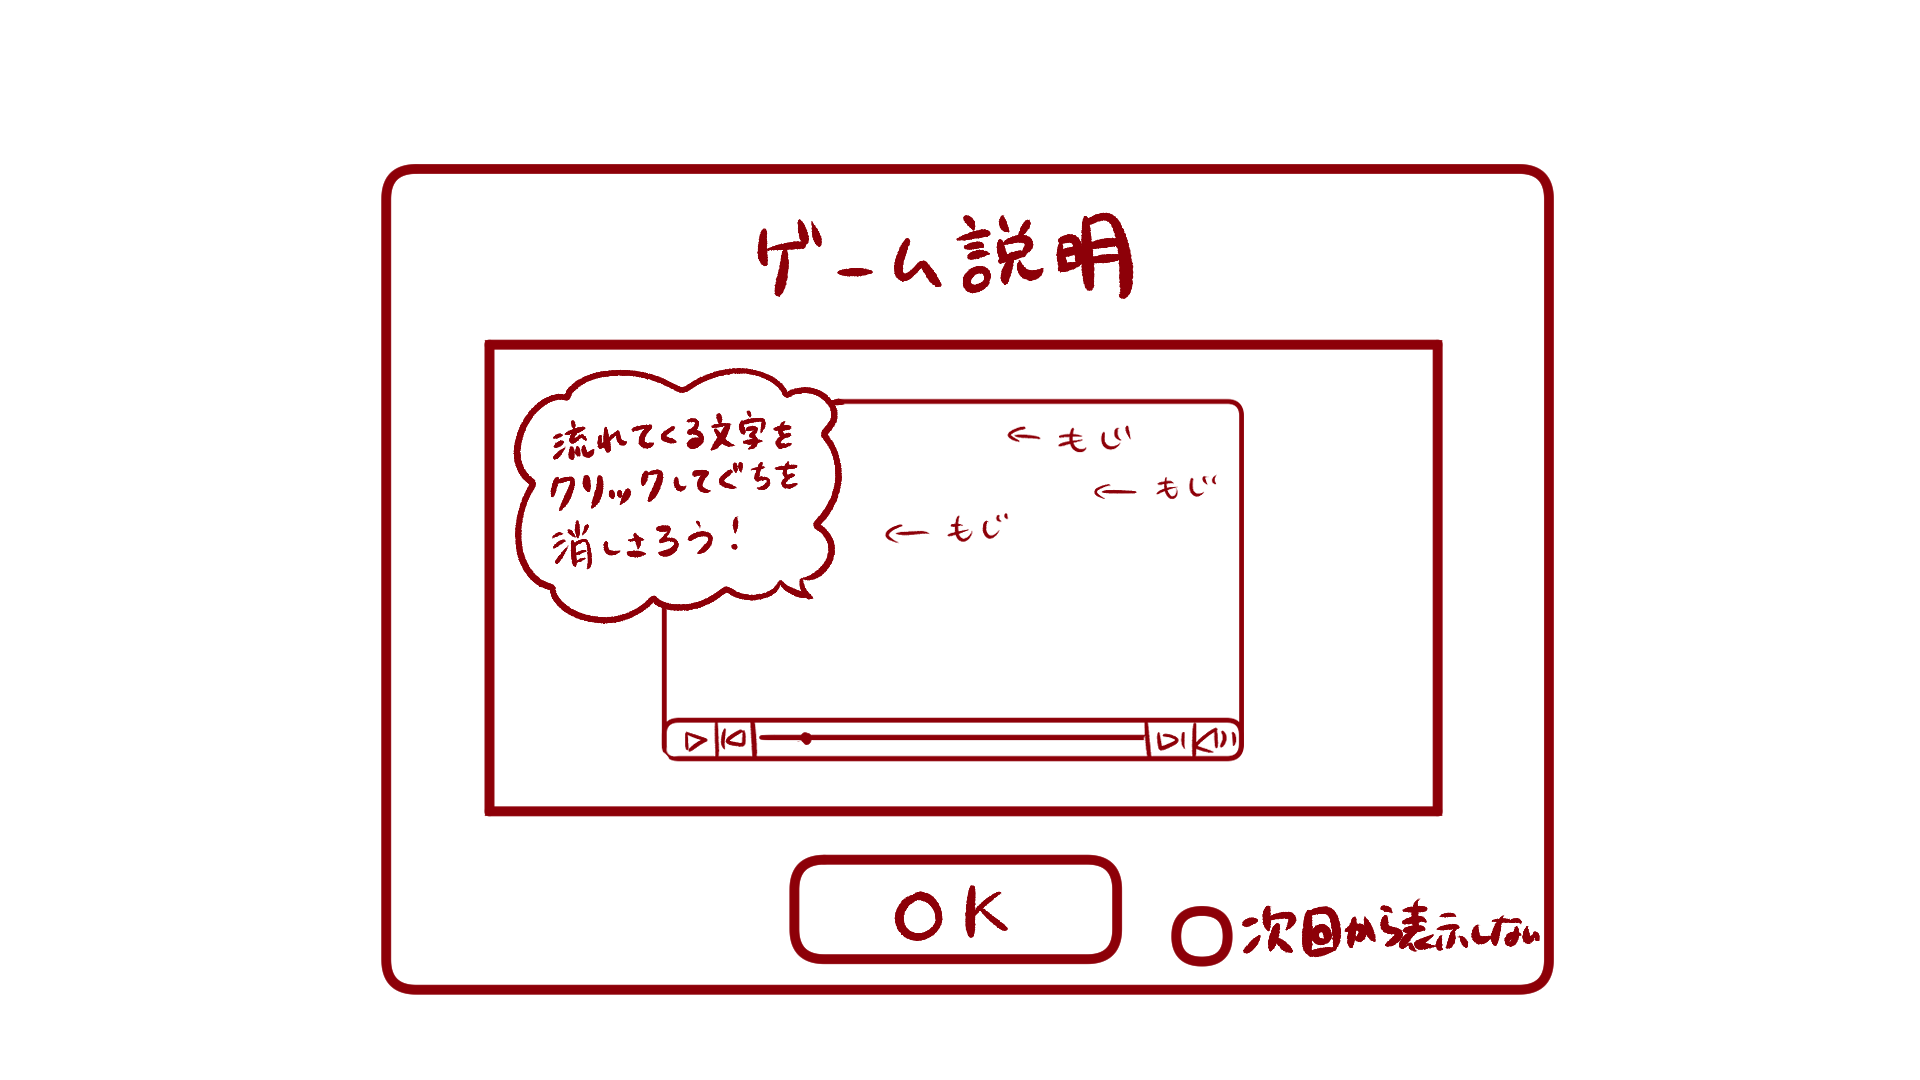 ゲーム説明
流れてくる文字を
クリックしてぐちを
消しさろう！
← もじ
← もじ
← もじ
OK
次回から表示しない